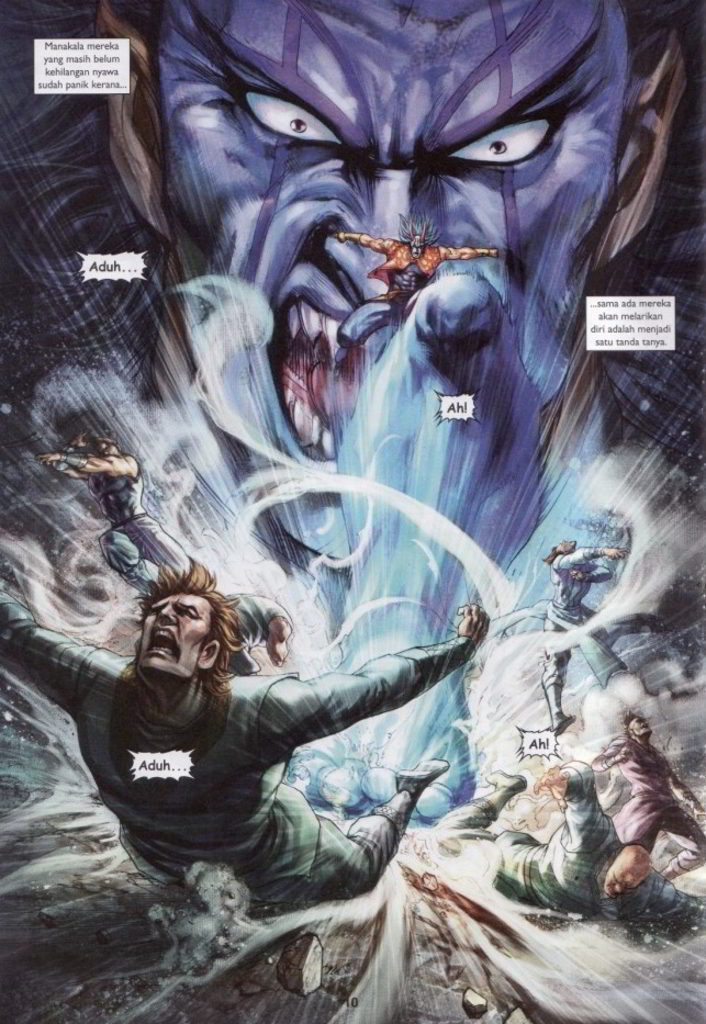 Manakala mereka
yang masih belum
kehilangan nyawa
sudah panik kerana...
Aduh...
...sama ada mereka
akan melarikan
diri adalah menjadi
satu tanda tanya.
Ah!
Ah!
Aduh...
10